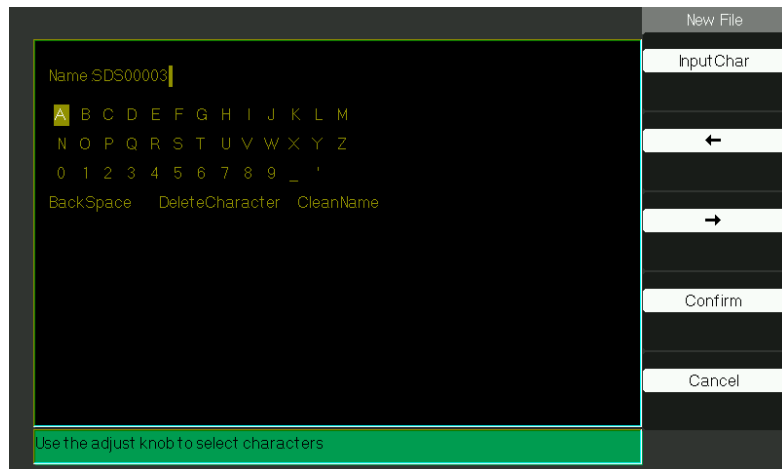 New File
InputChar
Name:SDS00003
A B C D E F G H I J K L M
N O P Q R S T U V W X Y Z
0 1 2 3 4 5 6 7 8 9 _ '
BackSpace DeleteCharacter CleanName
←
→
Confirm
Cancel
Use the adjust knob to select characters